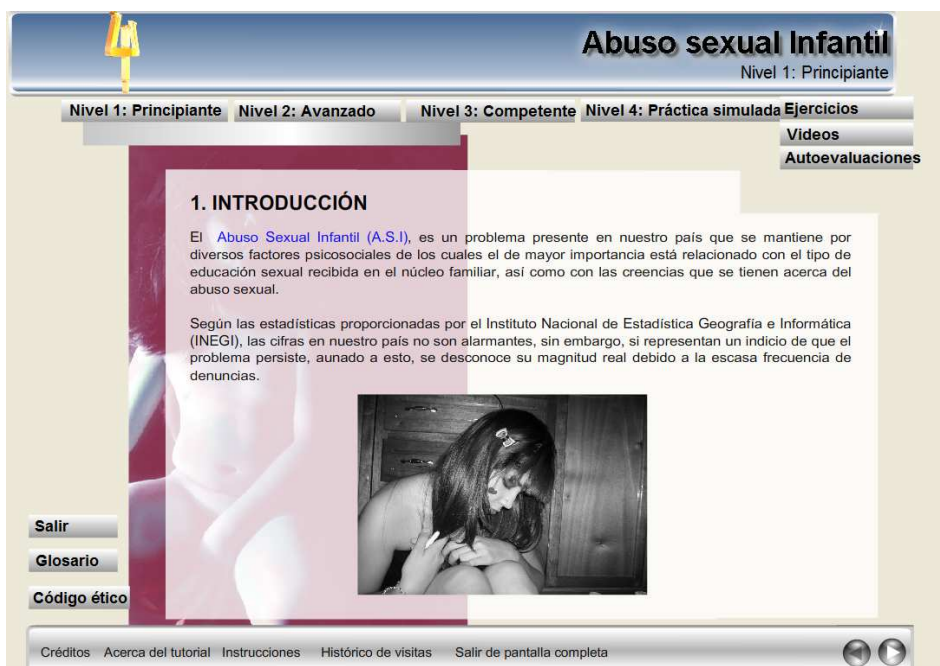 Abuso sexual Infantil
Nivel 1: Principiante
Nivel 1: Principiante
Nivel 2: Avanzado
Nivel 3: Competente
Nivel 4: Práctica simulada
Ejercicios
Videos
Autoevaluaciones
1. INTRODUCCIÓN
El Abuso Sexual Infantil (A.S.I), es un problema presente en nuestro país que se mantiene por
diversos factores psicosociales de los cuales el de mayor importancia está relacionado con el tipo de
educación sexual recibida en el núcleo familiar, así como con las creencias que se tienen acerca del
abuso sexual.
Según las estadísticas proporcionadas por el Instituto Nacional de Estadística Geografía e Informática
(INEGI), las cifras en nuestro país no son alarmantes, sin embargo, si representan un indicio de que el
problema persiste, aunado a esto, se desconoce su magnitud real debido a la escasa frecuencia de
denuncias.
Salir
Glosario
Código ético
Créditos
Acerca del tutorial
Instrucciones
Histórico de visitas
Salir de pantalla completa